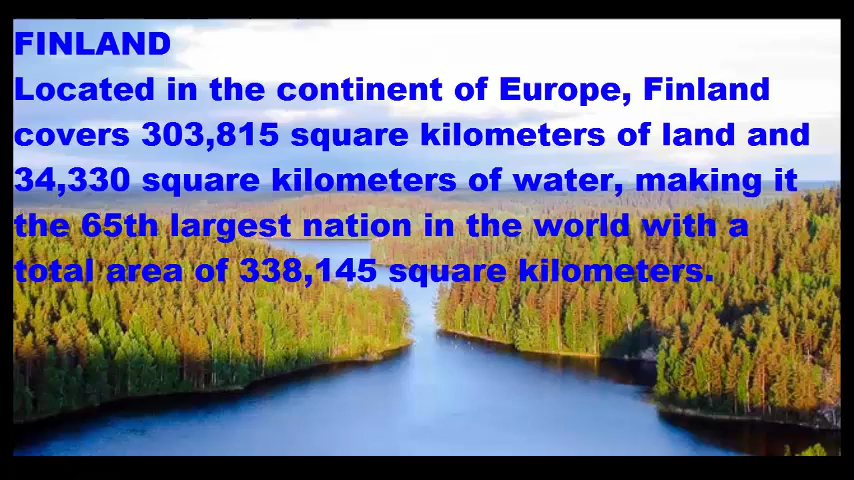 FINLAND
Located in the continent of Europe, Finland
covers 303,815 square kilometers of land and
34,330 square kilometers of water, making it
the 65th largest nation in the world with a
total area of 338,145 square kilometers.